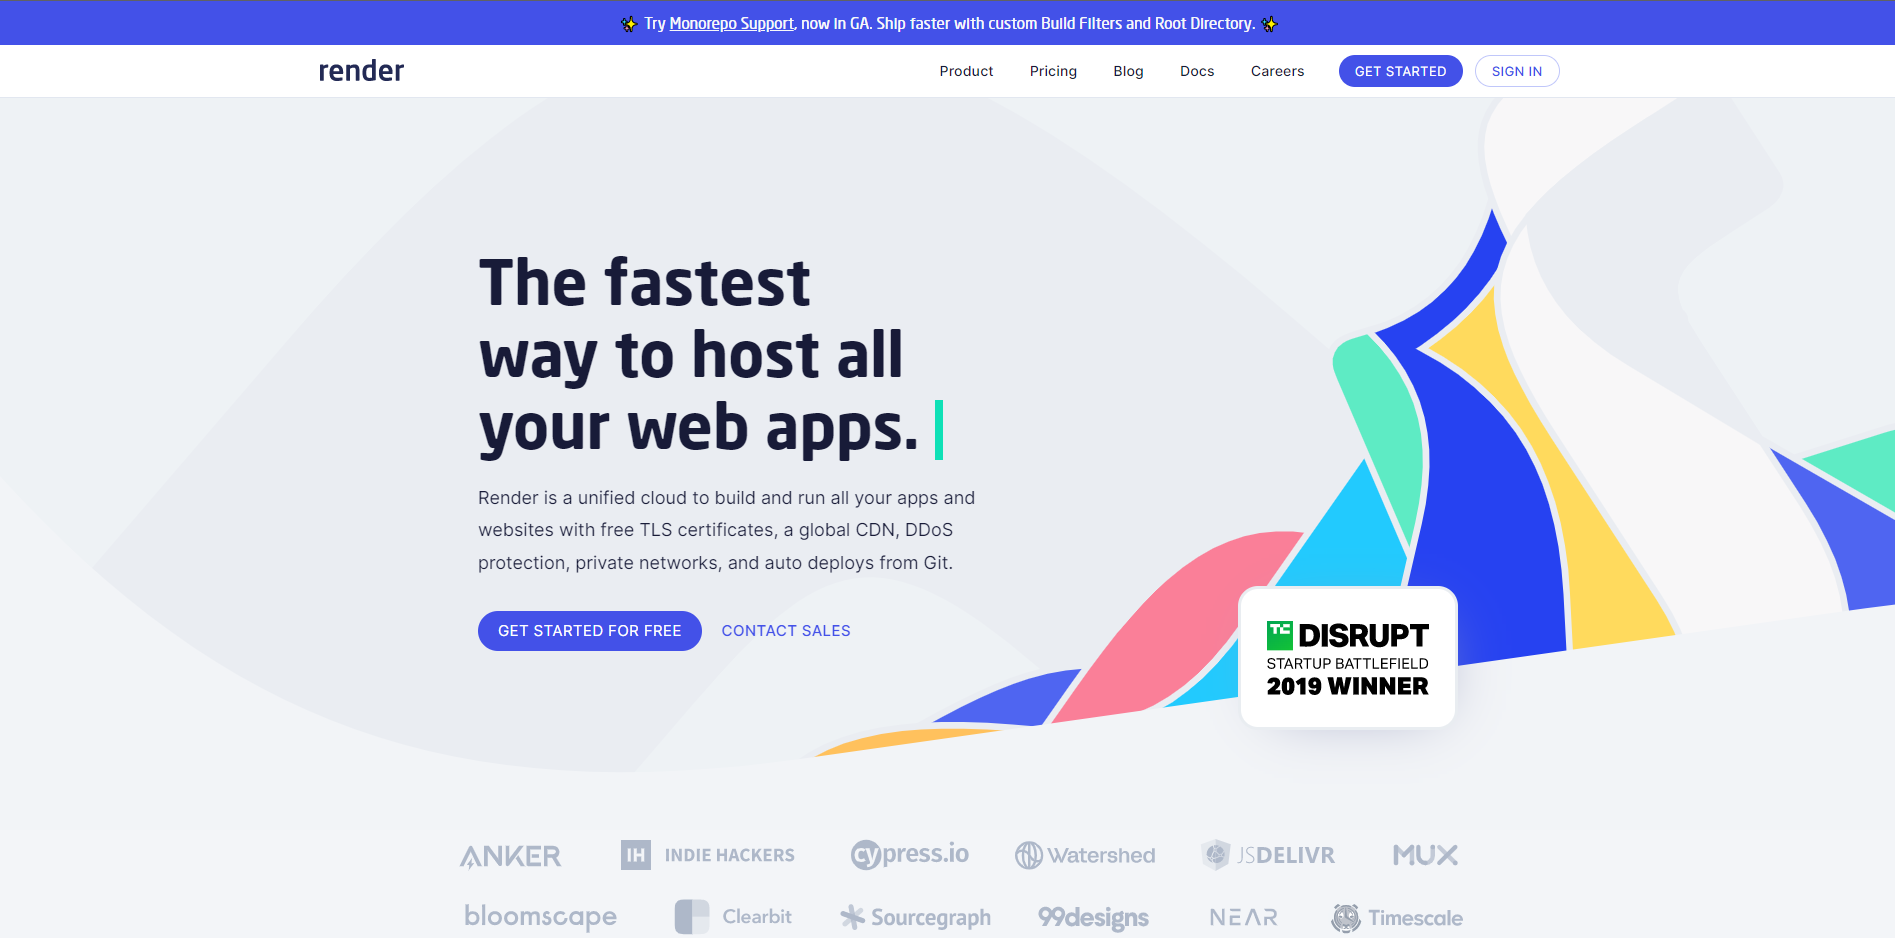 ✨ Try Monorepo Support, now in GA. Ship faster with custom Build Filters and Root Directory. ✨
render
Product Pricing Blog Docs Careers GET STARTED SIGN IN
The fastest
way to host all
your web apps.
Render is a unified cloud to build and run all your apps and
websites with free TLS certificates, a global CDN, DDoS
protection, private networks, and auto deploys from Git.
GET STARTED FOR FREE CONTACT SALES
TC DISRUPT
STARTUP BATTLEFIELD
2019 WINNER
ANKER IH INDIE HACKERS cypress.io Watershed JSDELIVR MUX
bloomscape Clearbit Sourcegraph 99designs NEAR Timescale